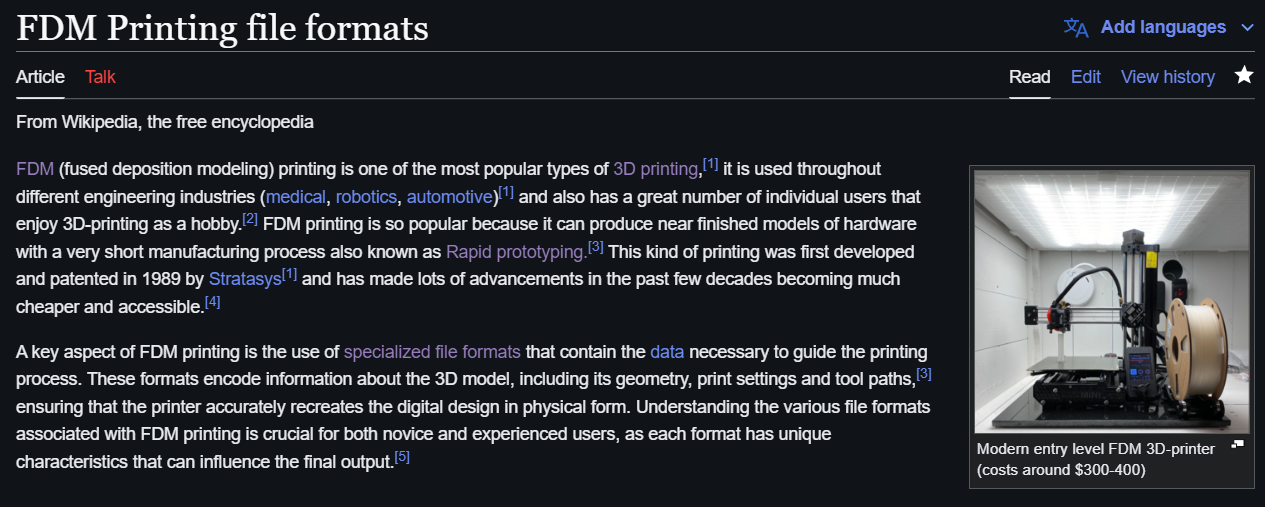 FDM Printing file formats
Add languages
Article Talk
Read Edit View history
From Wikipedia, the free encyclopedia
FDM (fused deposition modeling) printing is one of the most popular types of 3D printing,[1] it is used throughout
different engineering industries (medical, robotics, automotive)[1] and also has a great number of individual users that
enjoy 3D-printing as a hobby.[2] FDM printing is so popular because it can produce near finished models of hardware
with a very short manufacturing process also known as Rapid prototyping.[3] This kind of printing was first developed
and patented in 1989 by Stratasys[1] and has made lots of advancements in the past few decades becoming much
cheaper and accessible.[4]
A key aspect of FDM printing is the use of specialized file formats that contain the data necessary to guide the printing
process. These formats encode information about the 3D model, including its geometry, print settings and tool paths,[3]
ensuring that the printer accurately recreates the digital design in physical form. Understanding the various file formats
associated with FDM printing is crucial for both novice and experienced users, as each format has unique
characteristics that can influence the final output.[5]
Modern entry level FDM 3D-printer
(costs around $300-400)